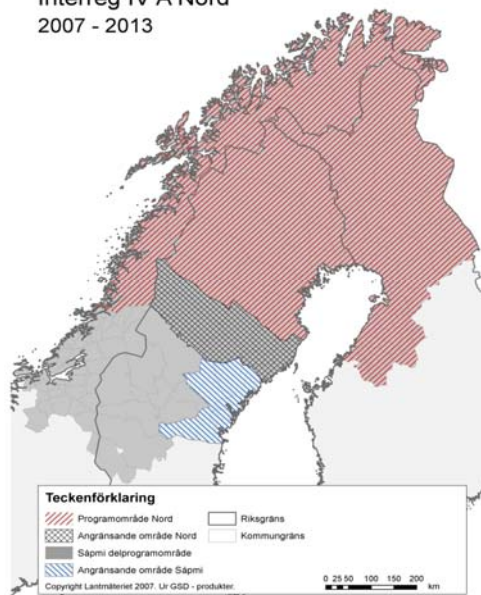 Interreg IV A Nord
2007 - 2013
Teckenförklaring
Programområde Nord
Angränsande område Nord
Sápmi delprogramområde
Angränsande område Sápmi
Riksgräns
Kommungräns
Copyright Lantmäteriet 2007. Ur GSD - produkter.
0 25 50 100 150 200 km